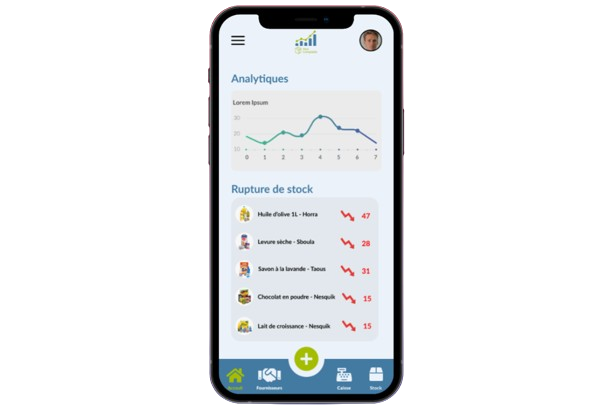 Analytiques
Lorem Ipsum
30
20
10
0 1 2 3 4 5 6 7
Rupture de stock
Huile d'olive 1L - Horra 47
Levure sèche - Sboula 28
Savon à la lavande - Taous 31
Chocolat en poudre - Nesquik 15
Lait de croissance - Nesquik 15
Accueil Fournisseurs Caisse Stock